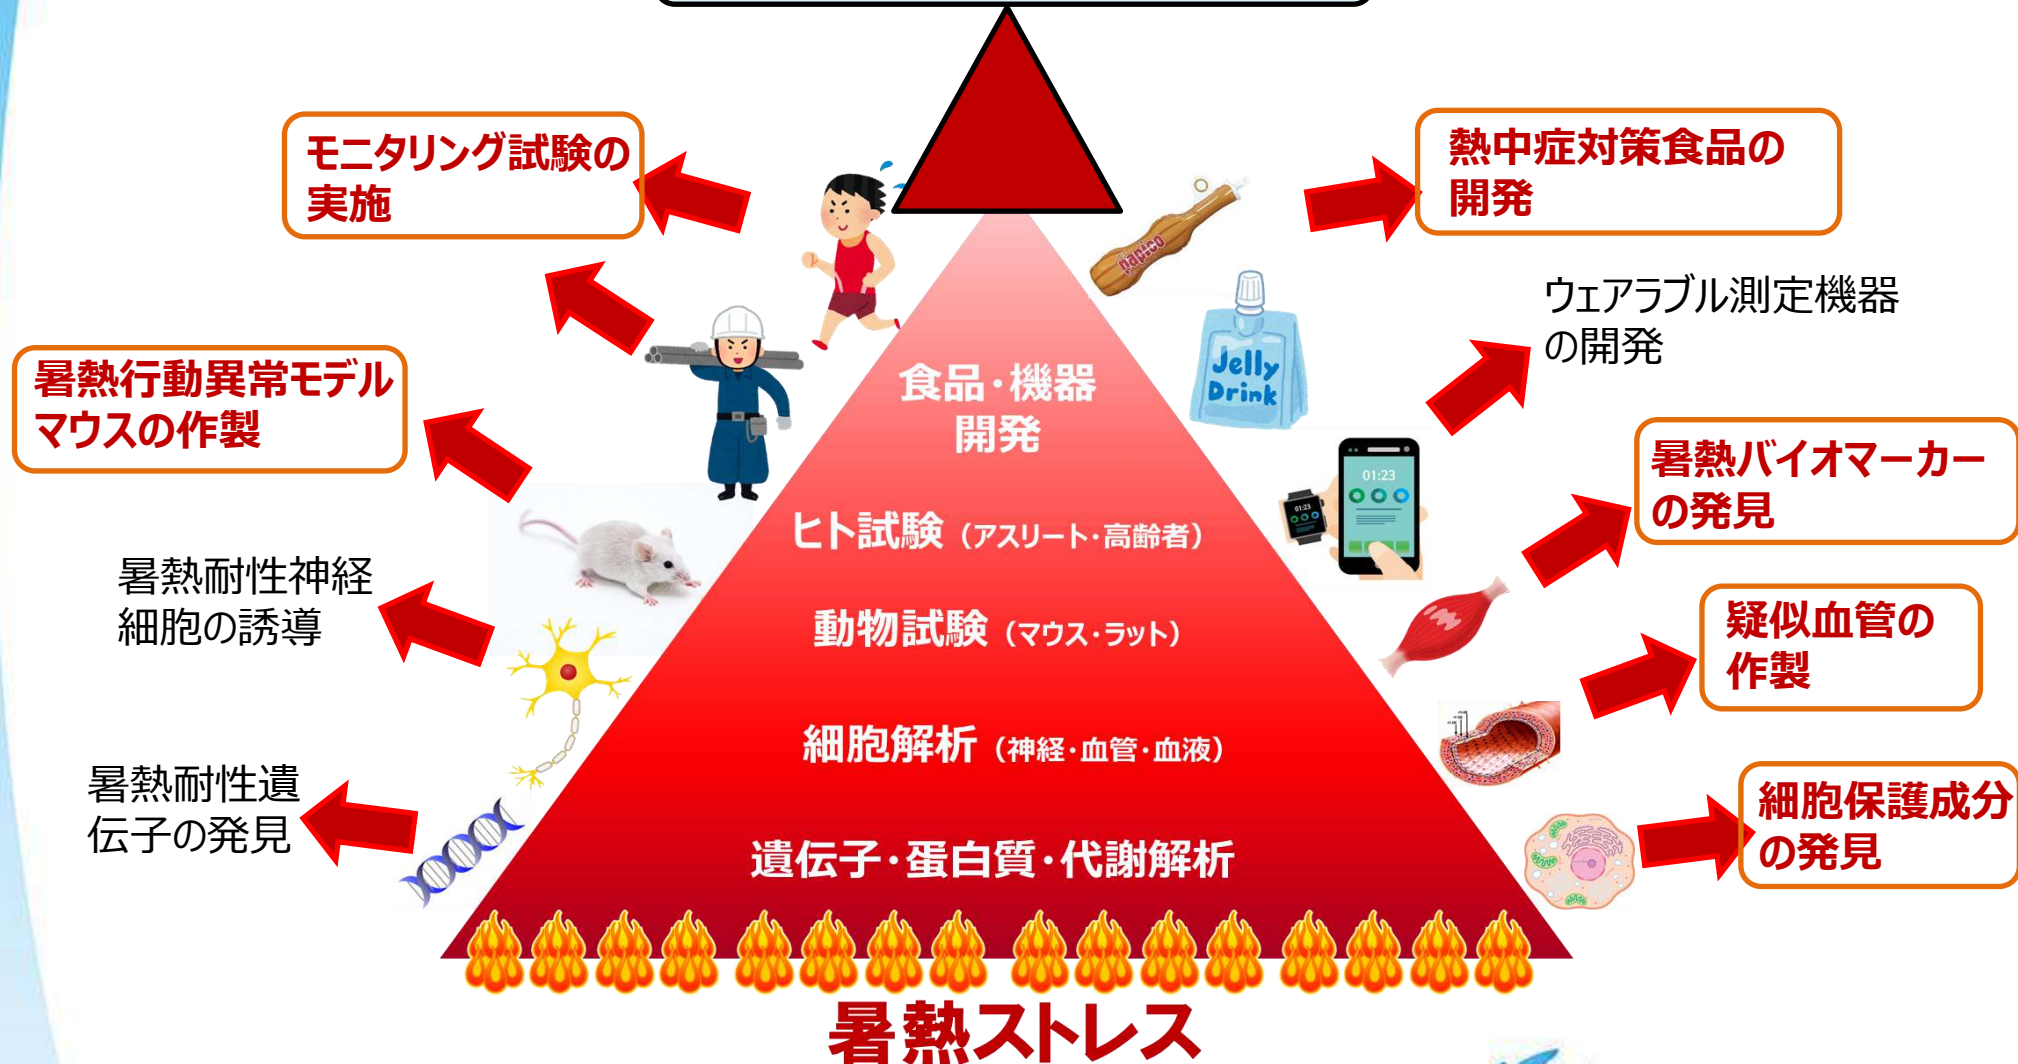 モニタリング試験の
実施
熱中症対策食品の
開発
papico
ウェアラブル測定機器
の開発
Jelly
Drink
暑熱行動異常モデル
マウスの作製
食品・機器
開発
暑熱バイオマーカー
の発見
01:23
01:23
ヒト試験（アスリート・高齢者）
暑熱耐性神経
細胞の誘導
動物試験（マウス・ラット）
疑似血管の
作製
細胞解析（神経・血管・血液）
暑熱耐性遺
伝子の発見
細胞保護成分
の発見
遺伝子・蛋白質・代謝解析
暑熱ストレス